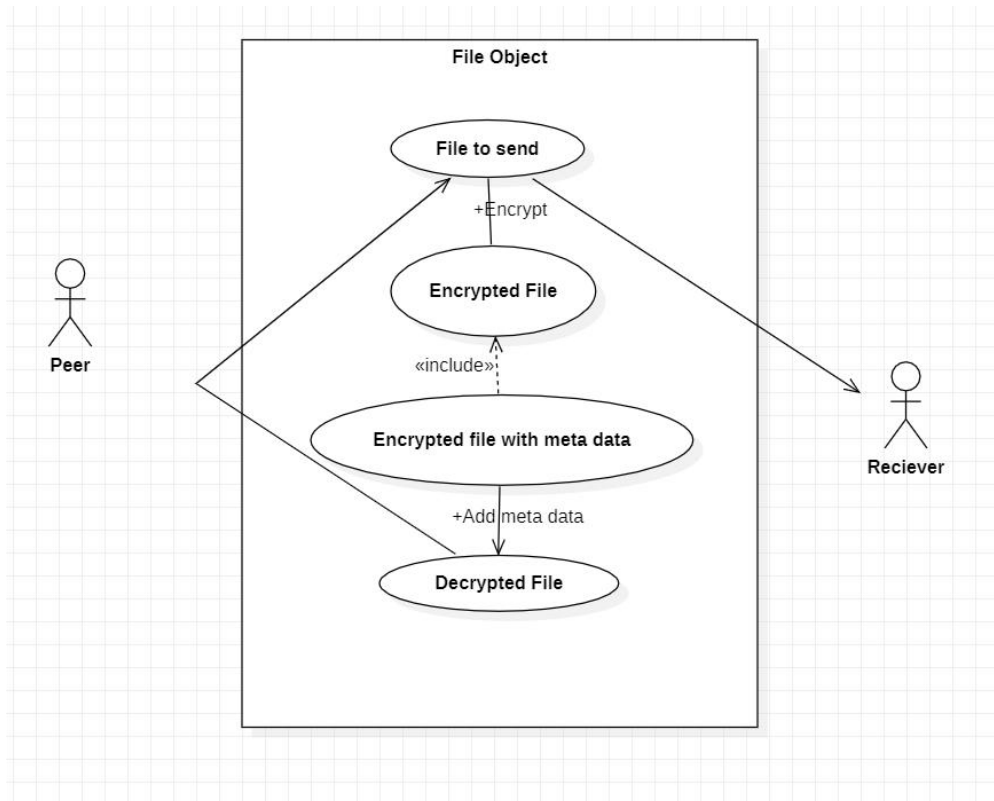 File Object
File to send
+Encrypt
Encrypted File
Peer
«include»
Encrypted file with meta data
Reciever
+Add meta data
Decrypted File